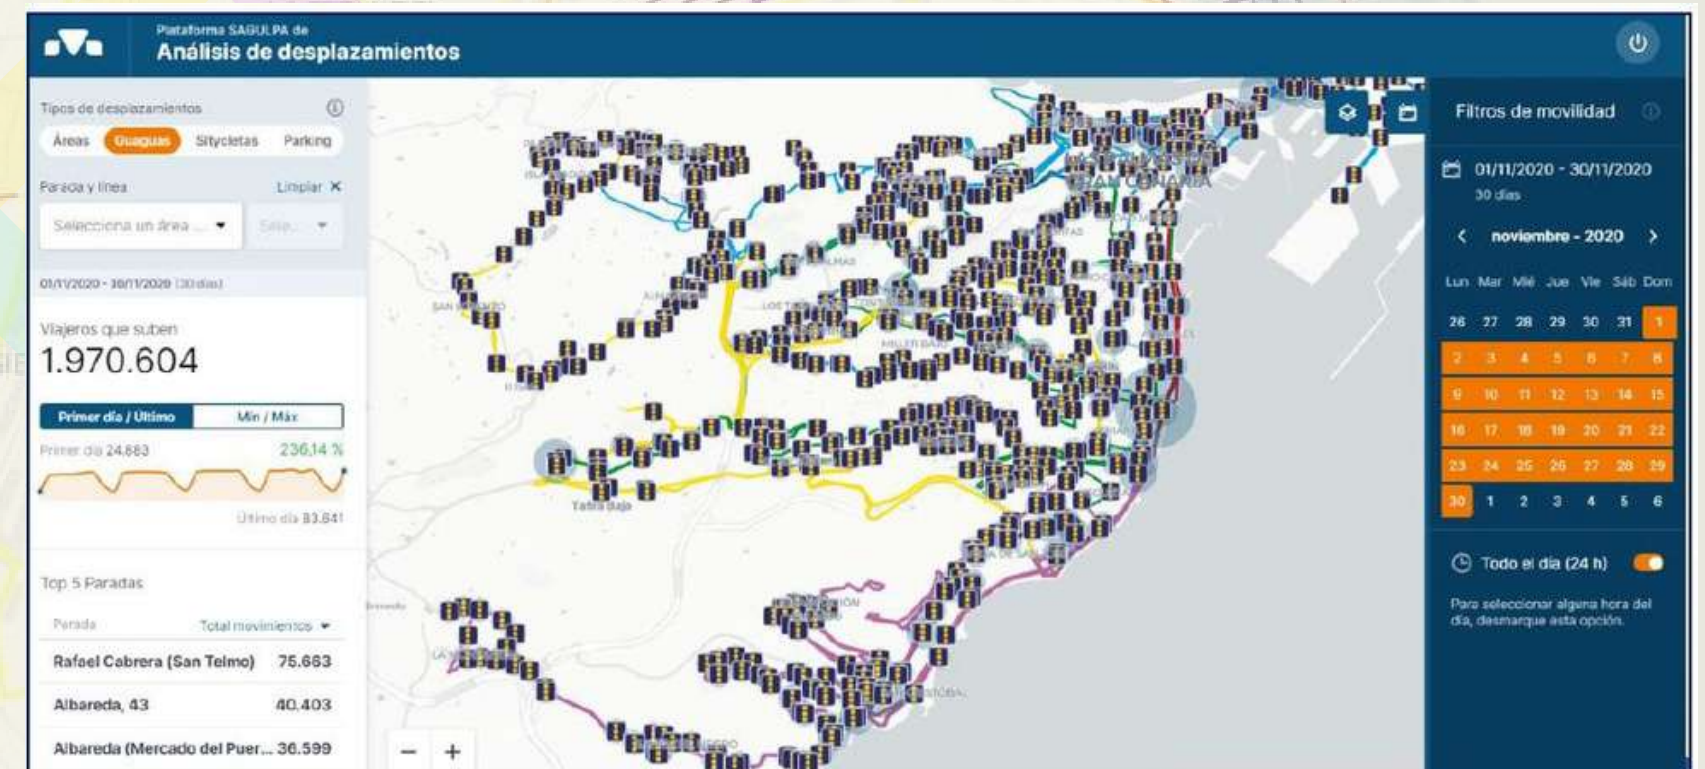 Plataforma SAGULPA de
Análisis de desplazamientos
Tipos de desplazamientos
Áreas Guaguas Sitycletas Parking
Parada y línea Limpiar ✕
Selecciona un área ...
01/11/2020 - 30/11/2020 (30 días)
Viajeros que suben
1.970.604
Primer día / Último Mín / Máx
Primer día 24.883 236,14 %
Último día 83.641
Top 5 Paradas
Parada Total movimientos
Rafael Cabrera (San Telmo) 75.663
Albareda, 43 40.403
Albareda (Mercado del Puer... 36.599
GRAN CANARIA
Tafira Baja
− +
Filtros de movilidad
01/11/2020 - 30/11/2020
30 días
< noviembre - 2020 >
Lun Mar Mié Jue Vie Sáb Dom
26 27 28 29 30 31 1
2 3 4 5 6 7 8
9 10 11 12 13 14 15
16 17 18 19 20 21 22
23 24 25 26 27 28 29
30 1 2 3 4 5 6
Todo el día (24 h)
Para seleccionar alguna hora del
día, desmarque esta opción.